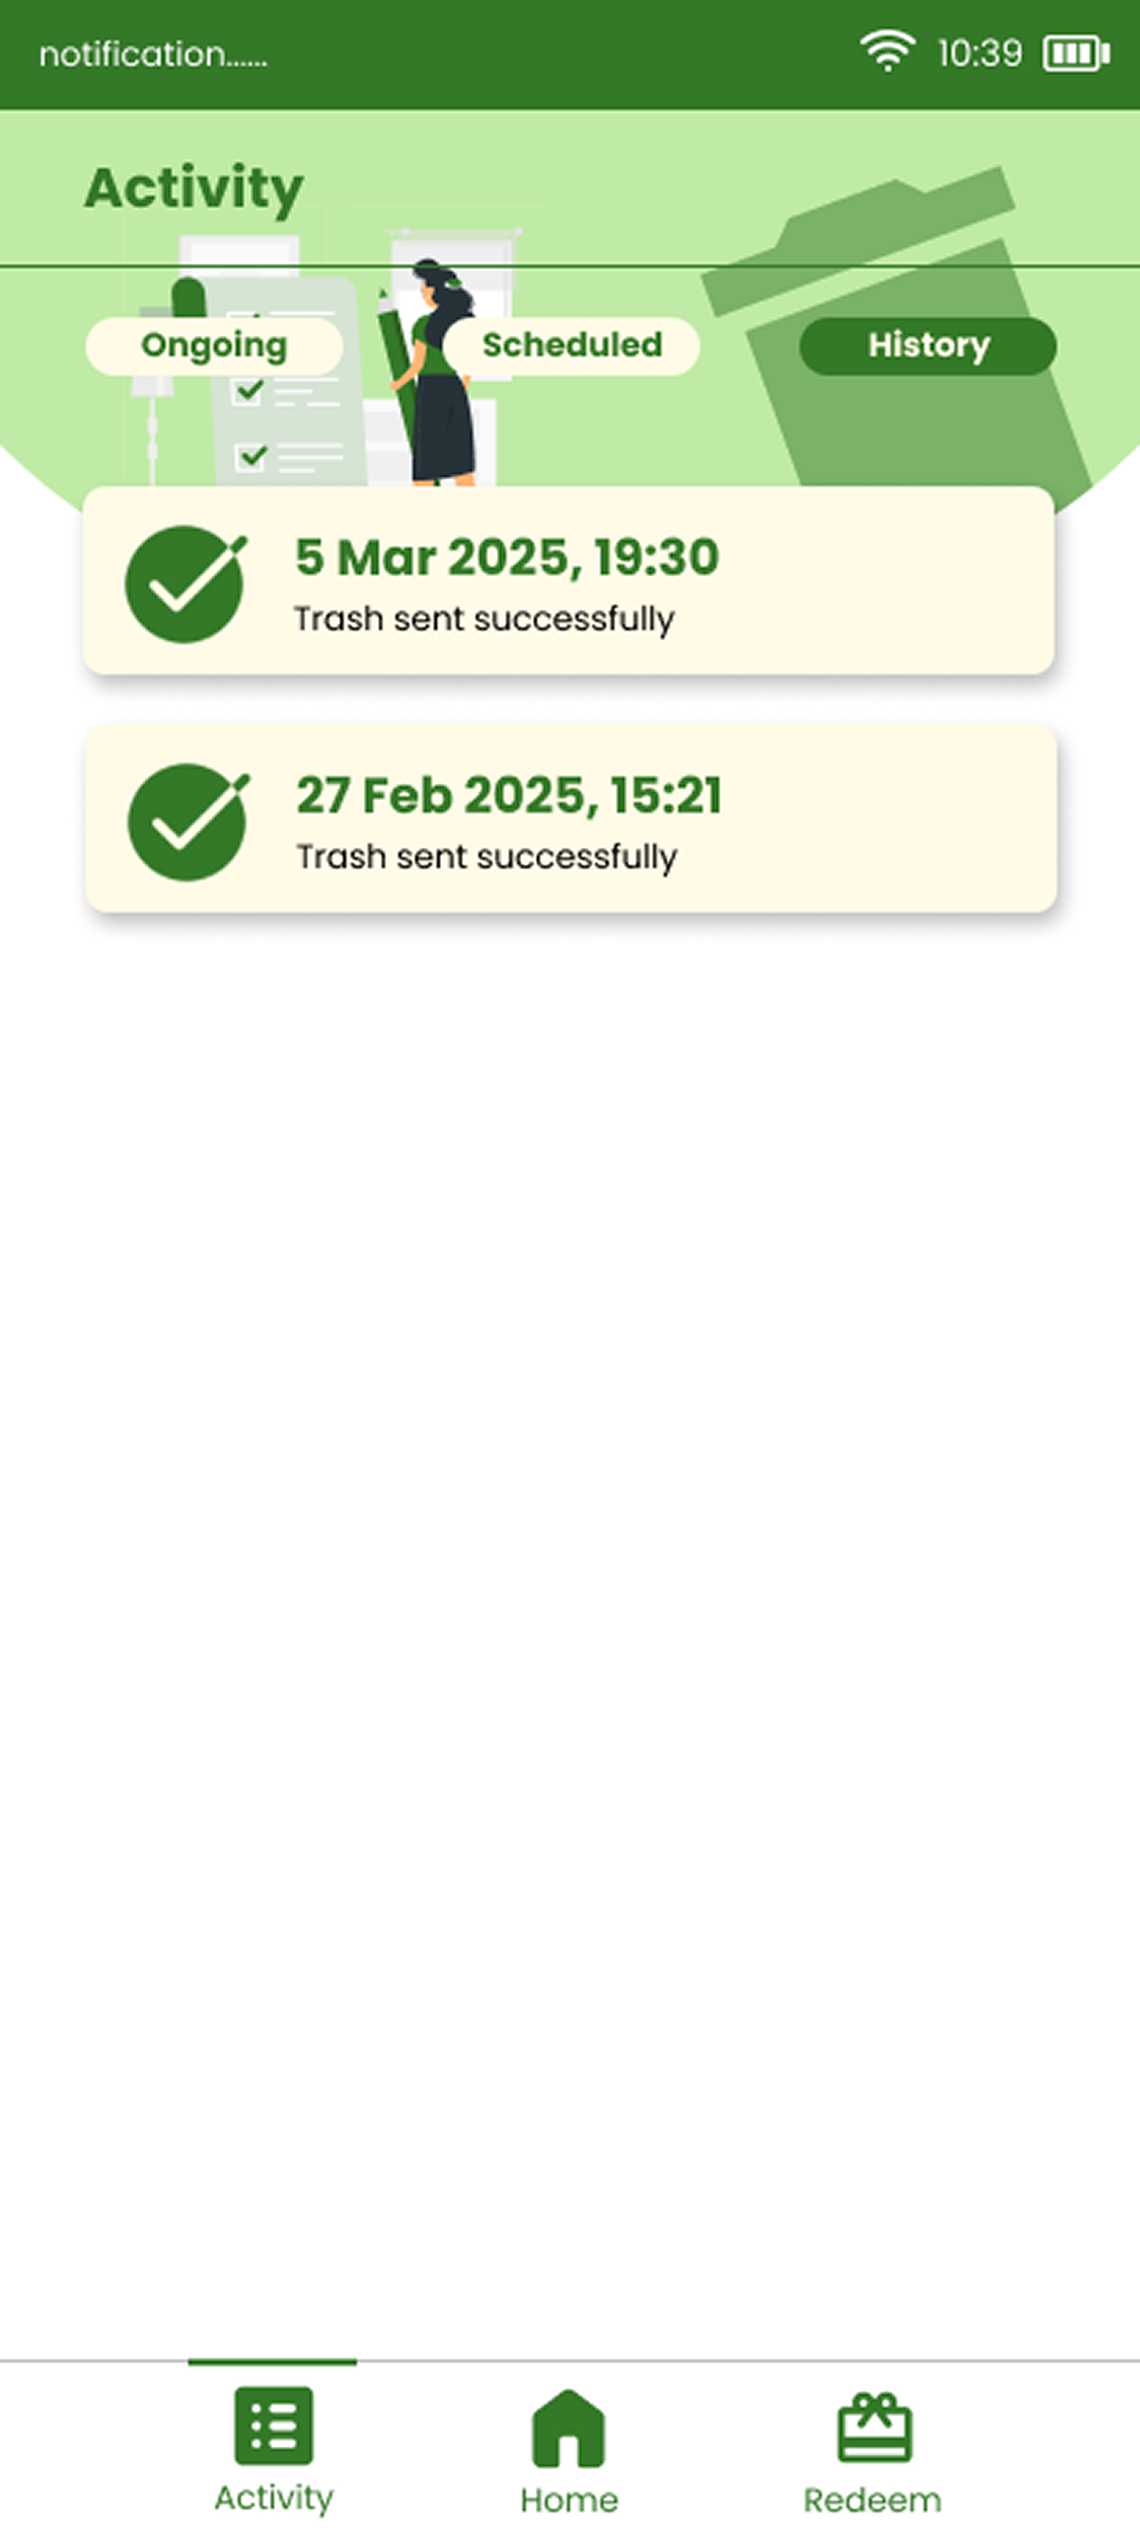 notification......
10:39
Activity
Ongoing
Scheduled
History
5 Mar 2025, 19:30
Trash sent successfully
27 Feb 2025, 15:21
Trash sent successfully
Activity
Home
Redeem